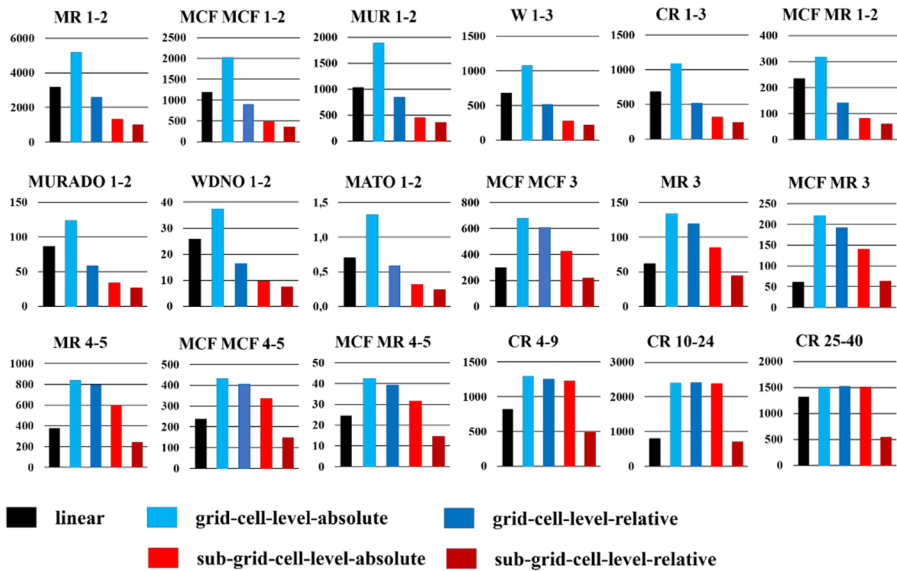 MR 1-2 MCF MCF 1-2 MUR 1-2 W 1-3 CR 1-3 MCF MR 1-2
6000 2500 2000 1500 1500 400
4000 2000 1500 1000 1000 300
2000 1500 1000 500 500 200
0 1000 500 0 0 100
500 0 0
0
MURADO 1-2 WDNO 1-2 MATO 1-2 MCF MCF 3 MR 3 MCF MR 3
150 40 1,5 800 150 250
100 30 1,0 600 100 200
50 20 0,5 400 50 150
0 10 0,0 200 0 100
0 0 50
0
MR 4-5 MCF MCF 4-5 MCF MR 4-5 CR 4-9 CR 10-24 CR 25-40
1000 500 50 1500 3000 2000
800 400 40 1000 2000 1500
600 300 30 500 1000 1000
400 200 20 0 0 500
200 100 10 0
0 0 0
linear grid-cell-level-absolute grid-cell-level-relative
sub-grid-cell-level-absolute sub-grid-cell-level-relative